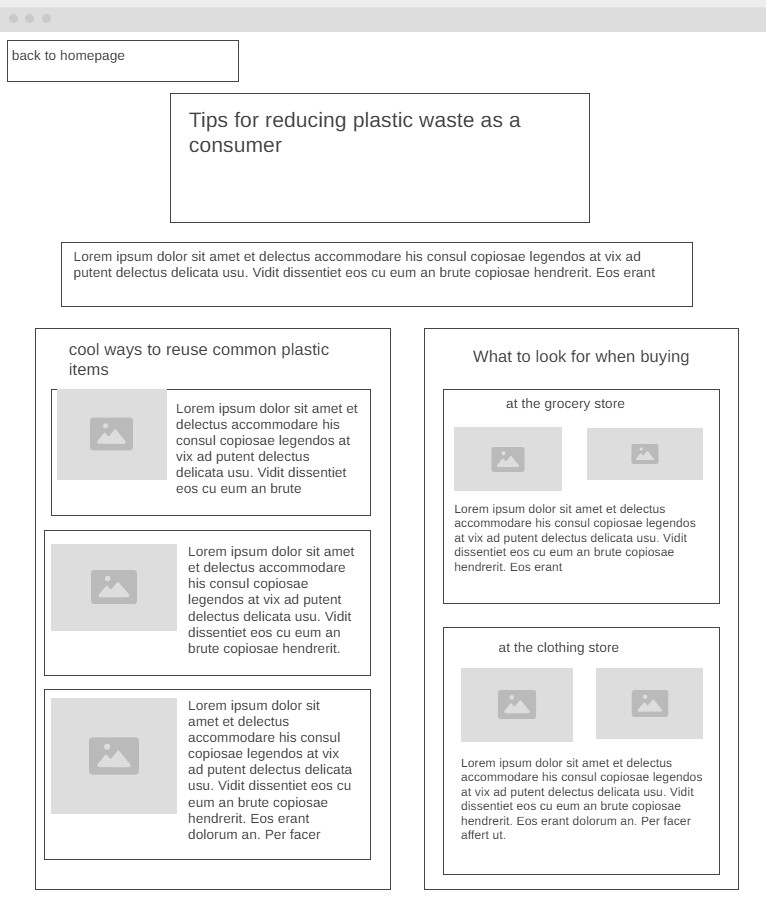 back to homepage
Tips for reducing plastic waste as a
consumer
Lorem ipsum dolor sit amet et delectus accommodare his consul copiosae legendos at vix ad
putent delectus delicata usu. Vidit dissentiet eos cu eum an brute copiosae hendrerit. Eos erant
cool ways to reuse common plastic
items
Lorem ipsum dolor sit amet et
delectus accommodare his
consul copiosae legendos at
vix ad putent delectus
delicata usu. Vidit dissentiet
eos cu eum an brute
Lorem ipsum dolor sit amet
et delectus accommodare
his consul copiosae
legendos at vix ad putent
delectus delicata usu. Vidit
dissentiet eos cu eum an
brute copiosae hendrerit.
Lorem ipsum dolor sit
amet et delectus
accommodare his consul
copiosae legendos at vix
ad putent delectus delicata
usu. Vidit dissentiet eos cu
eum an brute copiosae
hendrerit. Eos erant
dolorum an. Per facer
What to look for when buying
at the grocery store
Lorem ipsum dolor sit amet et delectus
accommodare his consul copiosae legendos
at vix ad putent delectus delicata usu. Vidit
dissentiet eos cu eum an brute copiosae
hendrerit. Eos erant
at the clothing store
Lorem ipsum dolor sit amet et delectus
accommodare his consul copiosae legendos
at vix ad putent delectus delicata usu. Vidit
dissentiet eos cu eum an brute copiosae
hendrerit. Eos erant dolorum an. Per facer
affert ut.